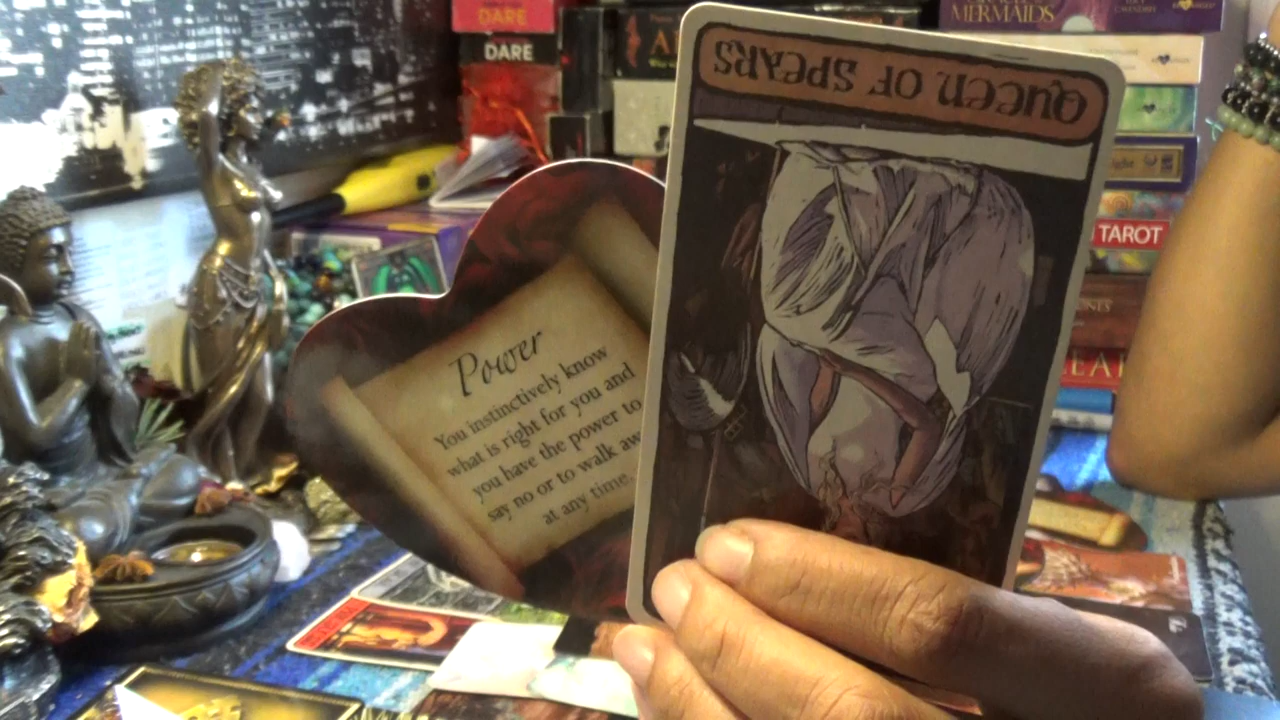 DARE
DARE
MERMAIDS
QUEEN OF SPEARS
TAROT
Power
You instinctively know
what is right for you and
you have the power to
say no or to walk
at any time.